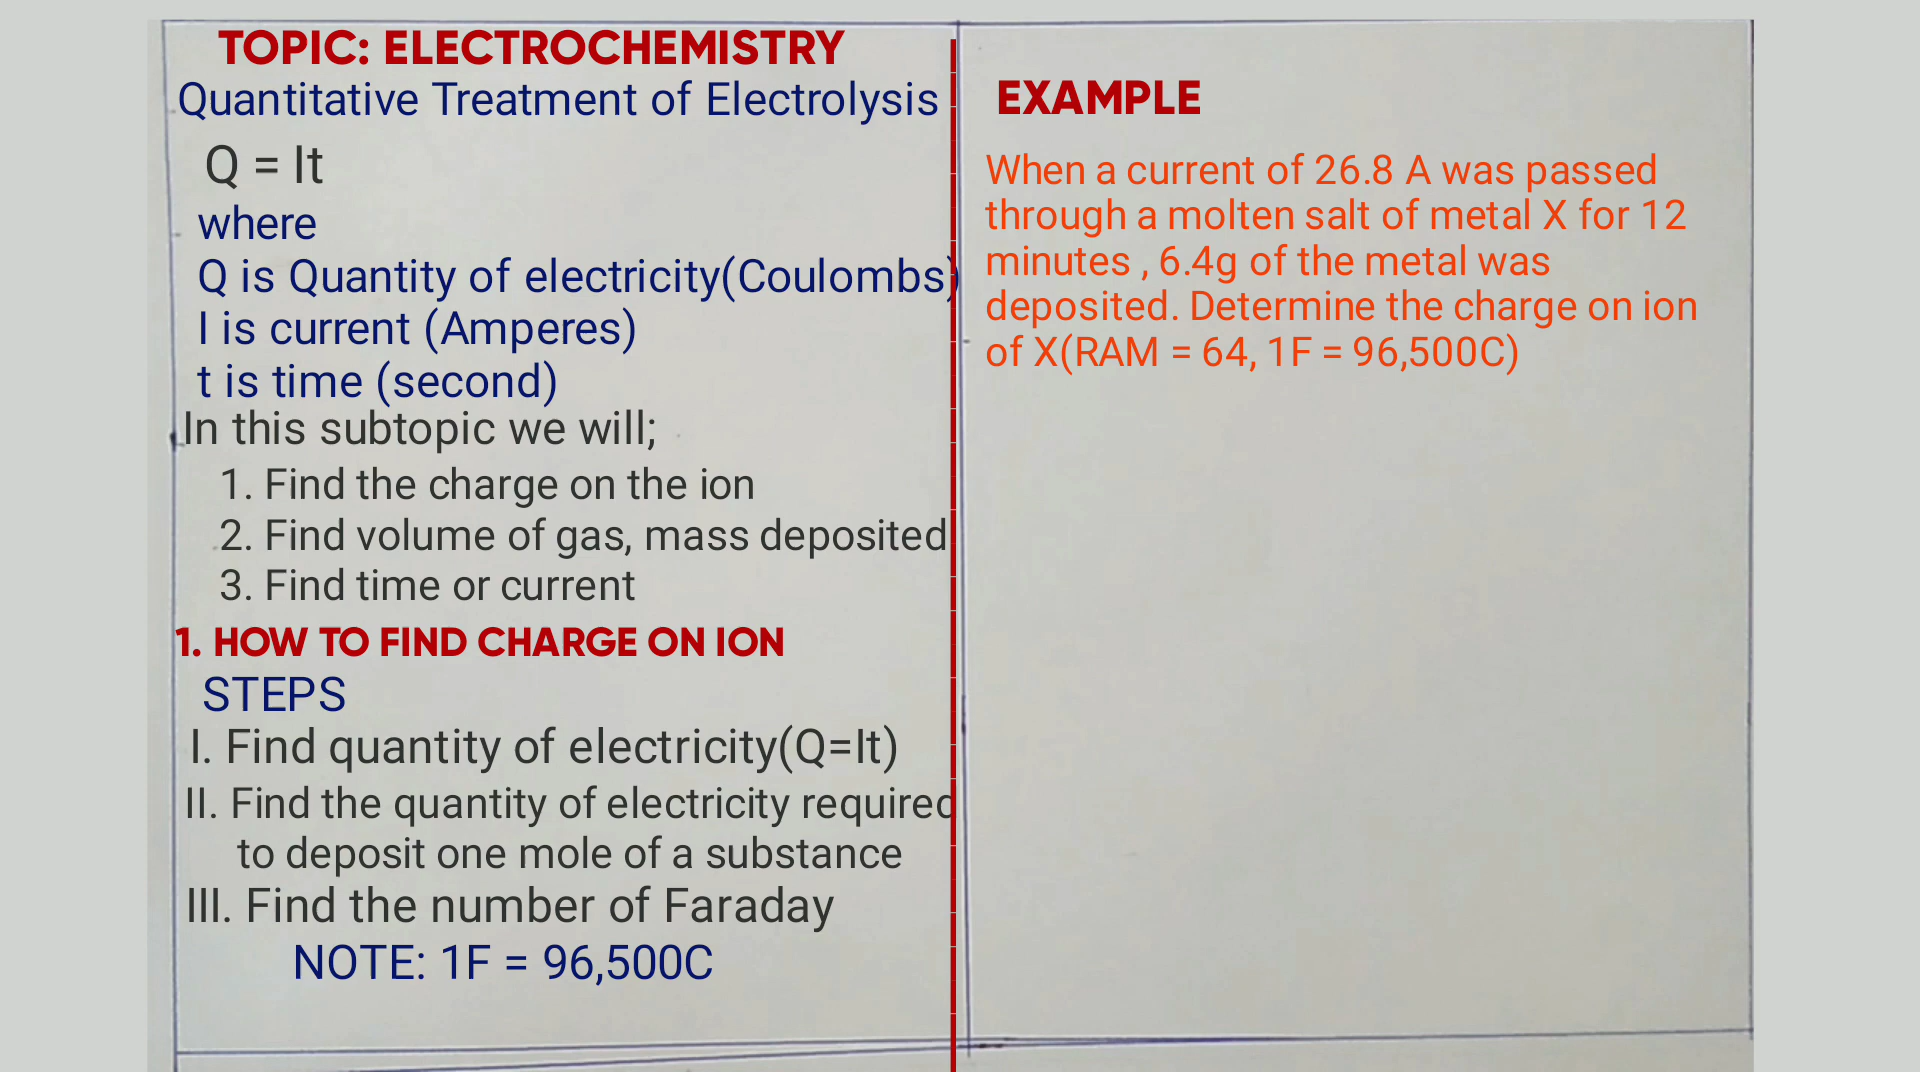 TOPIC: ELECTROCHEMISTRY
Quantitative Treatment of Electrolysis
Q = It
where
Q is Quantity of electricity(Coulombs)
I is current (Amperes)
t is time (second)
In this subtopic we will;
1. Find the charge on the ion
2. Find volume of gas, mass deposited
3. Find time or current
1. HOW TO FIND CHARGE ON ION
STEPS
I. Find quantity of electricity(Q=It)
II. Find the quantity of electricity required
to deposit one mole of a substance
III. Find the number of Faraday
NOTE: 1F = 96,500C
EXAMPLE
When a current of 26.8 A was passed
through a molten salt of metal X for 12
minutes , 6.4g of the metal was
deposited. Determine the charge on ion
of X(RAM = 64, 1F = 96,500C)